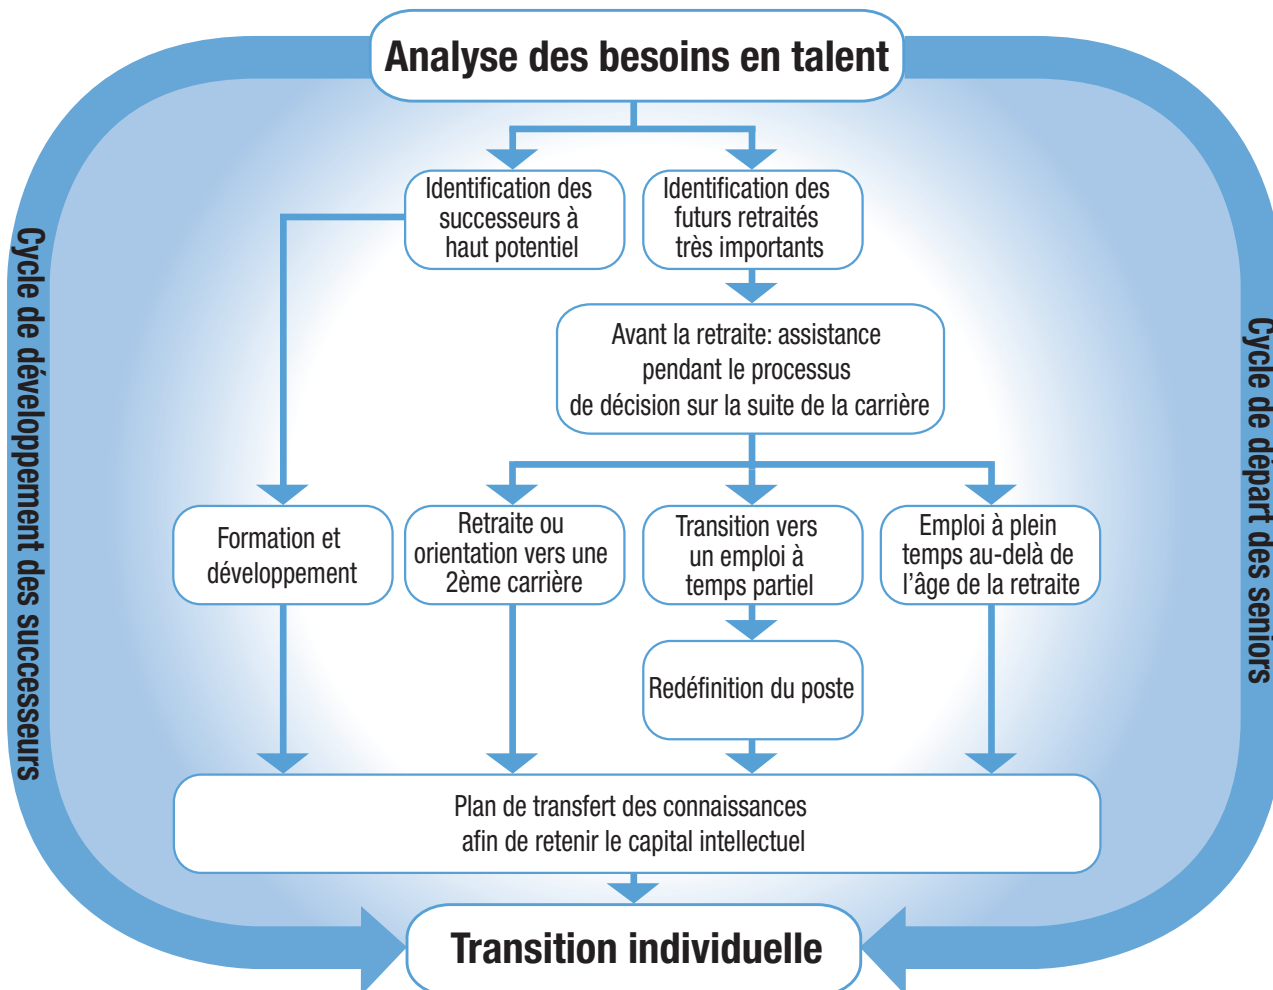 Analyse des besoins en talent
Identification des
successeurs à
haut potentiel
Identification des
futurs retraités
très importants
Avant la retraite: assistance
pendant le processus
de décision sur la suite de la carrière
Formation et
développement
Retraite ou
orientation vers une
2ème carrière
Transition vers
un emploi à
temps partiel
Emploi à plein
temps au-delà de
l’âge de la retraite
Redéfinition du poste
Plan de transfert des connaissances
afin de retenir le capital intellectuel
Transition individuelle
Cycle de développement des successeurs
Cycle de départ des seniors